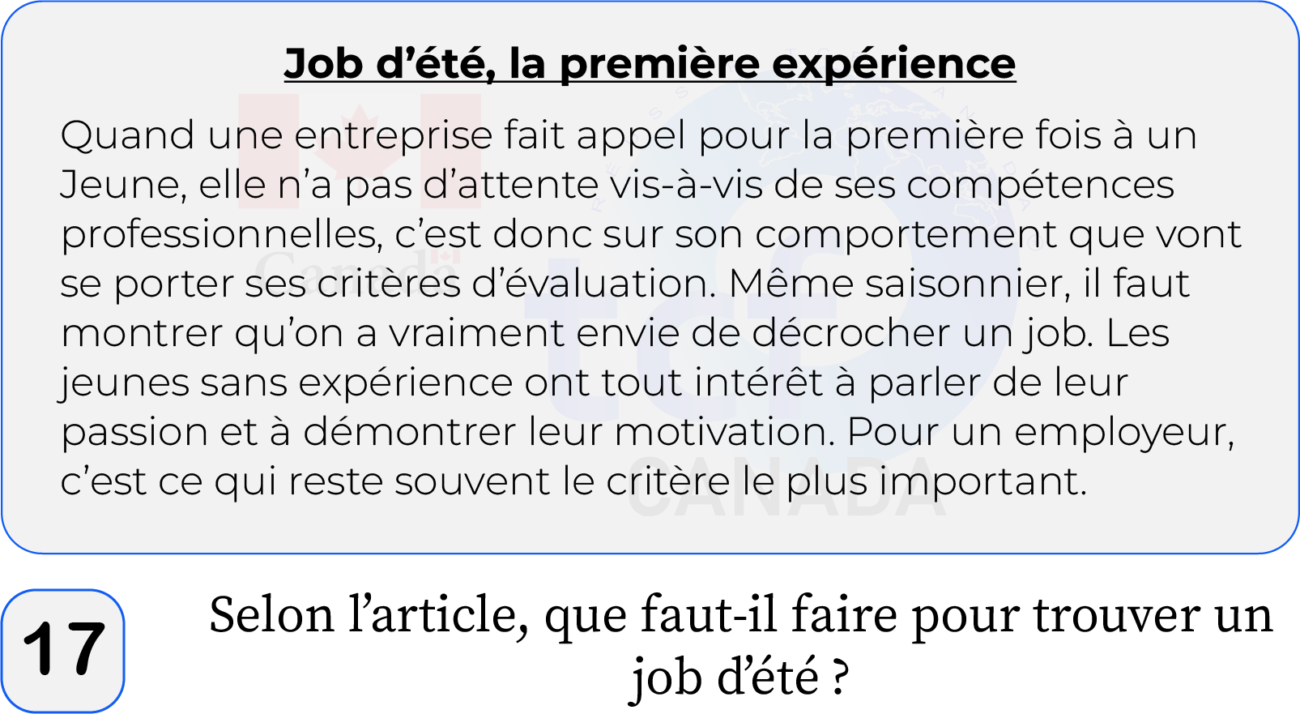 Job d’été, la première expérience
Quand une entreprise fait appel pour la première fois à un
Jeune, elle n’a pas d’attente vis-à-vis de ses compétences
professionnelles, c’est donc sur son comportement que vont
se porter ses critères d’évaluation. Même saisonnier, il faut
montrer qu’on a vraiment envie de décrocher un job. Les
jeunes sans expérience ont tout intérêt à parler de leur
passion et à démontrer leur motivation. Pour un employeur,
c’est ce qui reste souvent le critère le plus important.
Canada
tcf
CANADA
17
Selon l’article, que faut-il faire pour trouver un
job d’été ?